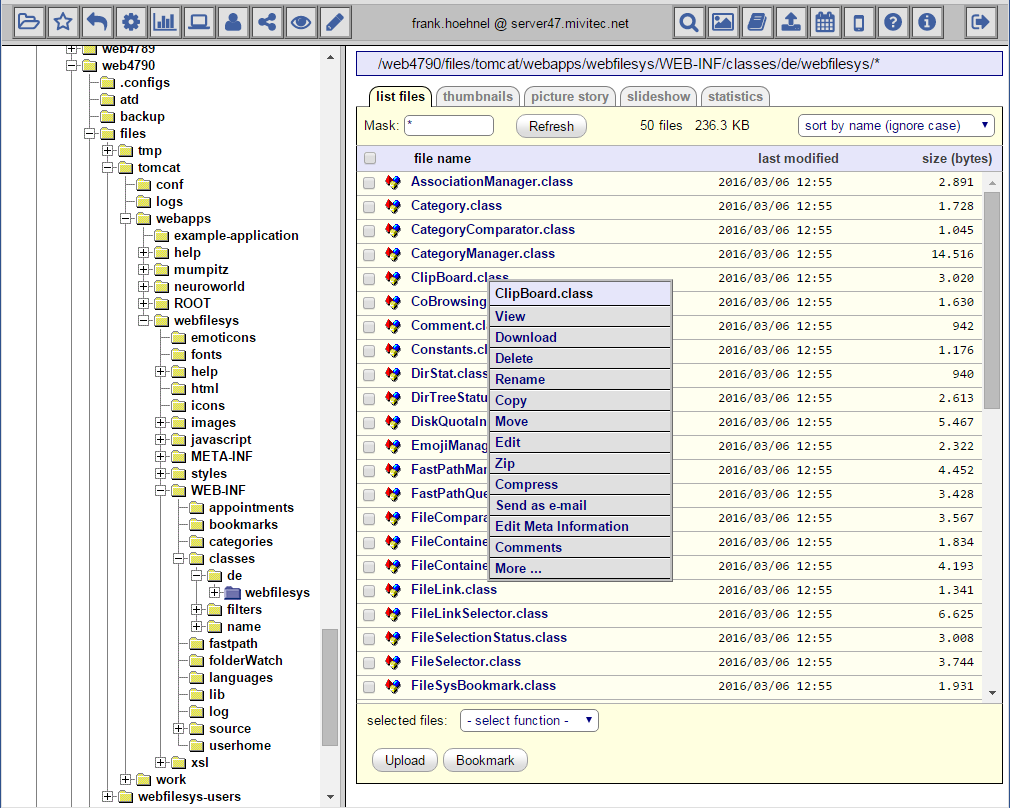 frank.hoehnel @ server47.mivitec.net
web4789
web4790
.configs
atd
backup
files
tmp
tomcat
conf
logs
webapps
example-application
help
mumpitz
neuroworld
ROOT
webfilesys
emoticons
fonts
help
html
icons
images
javascript
META-INF
styles
WEB-INF
appointments
bookmarks
categories
classes
de
webfilesys
filters
name
fastpath
folderWatch
languages
lib
log
source
userhome
xsl
work
webfilesys-users
/web4790/files/tomcat/webapps/webfilesys/WEB-INF/classes/de/webfilesys/*
list files thumbnails picture story slideshow statistics
Mask: * Refresh 50 files 236.3 KB sort by name (ignore case)
file name last modified size (bytes)
AssociationManager.class 2016/03/06 12:55 2.891
Category.class 2016/03/06 12:55 1.728
CategoryComparator.class 2016/03/06 12:55 1.045
CategoryManager.class 2016/03/06 12:55 14.516
ClipBoard.class 2016/03/06 12:55 3.020
CoBrowsing 2016/03/06 12:55 1.630
Comment.cl 2016/03/06 12:55 942
Constants.cl 2016/03/06 12:55 1.176
DirStat.class 2016/03/06 12:55 940
DirTreeStatu 2016/03/06 12:55 2.613
DiskQuotaIn 2016/03/06 12:55 5.467
EmojiManag 2016/03/06 12:55 2.322
FastPathMan 2016/03/06 12:55 4.452
FastPathQue 2016/03/06 12:55 3.428
FileCompara 2016/03/06 12:55 3.567
FileContaine 2016/03/06 12:55 1.834
FileContaine 2016/03/06 12:55 4.193
FileLink.class 2016/03/06 12:55 1.341
FileLinkSelector.class 2016/03/06 12:55 6.625
FileSelectionStatus.class 2016/03/06 12:55 3.008
FileSelector.class 2016/03/06 12:55 3.744
FileSysBookmark.class 2016/03/06 12:55 1.931
ClipBoard.class
View
Download
Delete
Rename
Copy
Move
Edit
Zip
Compress
Send as e-mail
Edit Meta Information
Comments
More ...
selected files: - select function -
Upload Bookmark